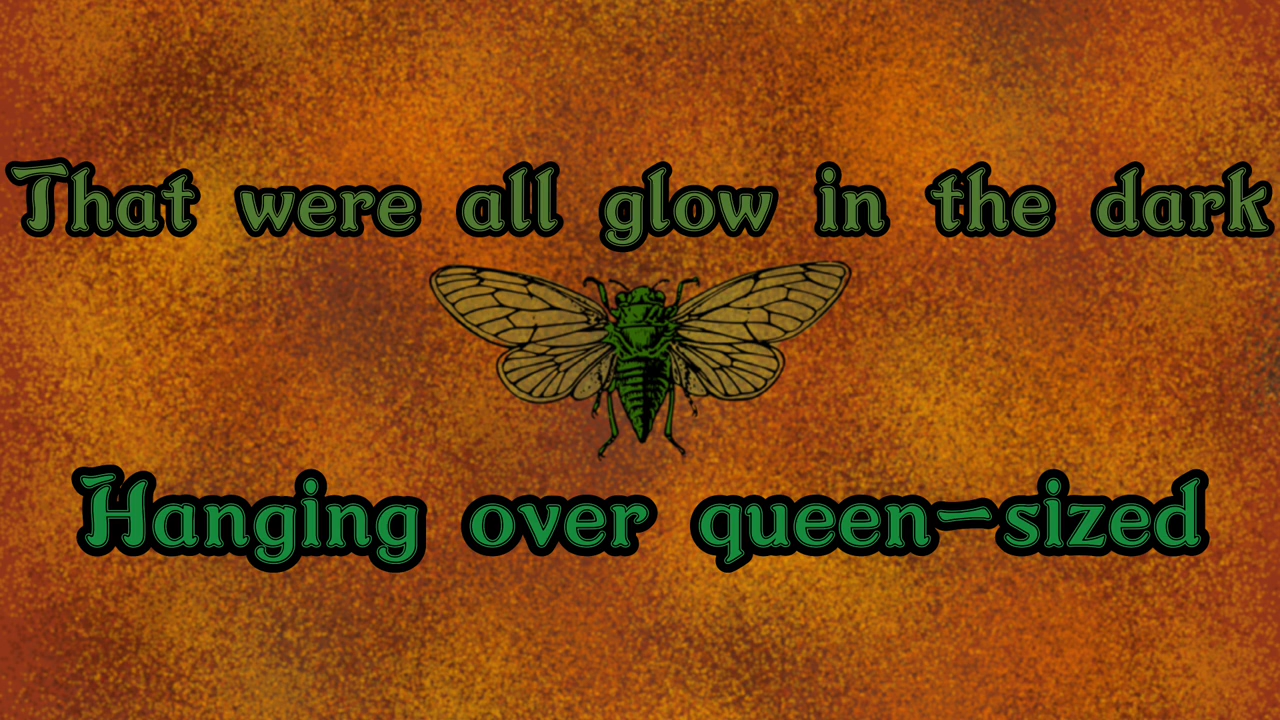 That were all glow in the dark
Hanging over queen-sized